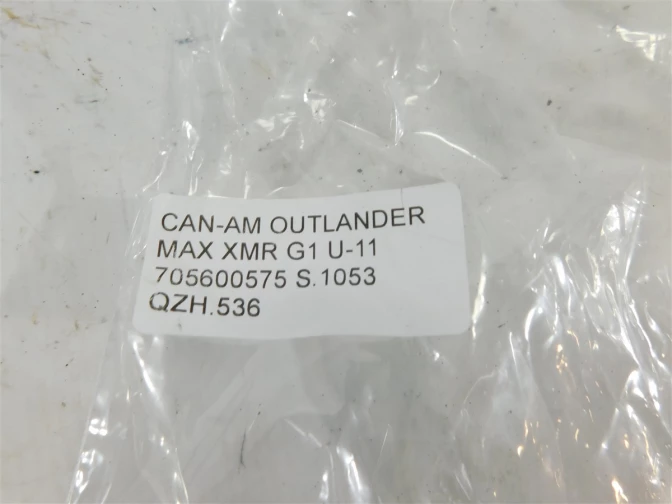 CAN-AM OUTLANDER
MAX XMR G1 U-11
705600575 S.1053
QZH.536